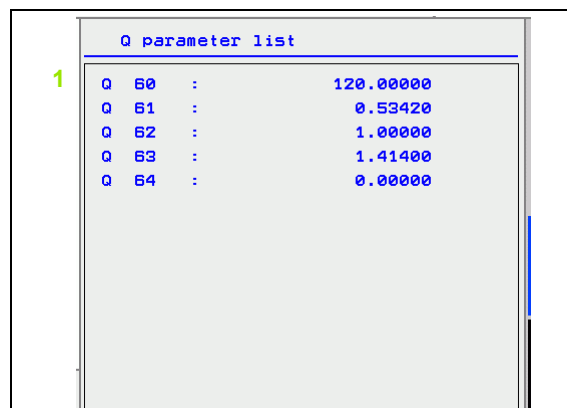 Q parameter list
1
Q 60 : 120.00000
Q 61 : 0.53420
Q 62 : 1.00000
Q 63 : 1.41400
Q 64 : 0.00000